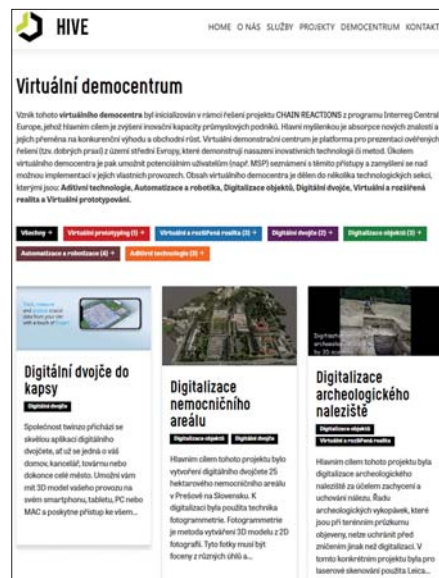 HIVE
HOME O NÁS SLUŽBY PROJEKTY DEMOCENTRUM KONTAKT
Virtuální democentrum
Vznik tohoto virtuálního democentra byl inicializován v rámci řešení projektu CHAIN REACTIONS z programu Interreg Central
Europe, jehož hlavním cílem je zvýšení inovační kapacity průmyslových podniků. Hlavní myšlenkou je absorpce nových znalostí a
jejich přeměna na konkurenční výhodu a obchodní růst. Virtuální demonstrační centrum je platforma pro prezentaci ověřených
řešení (tzv. dobrých praxí) z území střední Evropy, které demonstrují nasazení inovativních technologií či metod. Úkolem
virtuálního democentra je pak umožnit potenciálním uživatelům (např. MSP) seznámení s těmito přístupy a zamyšlení se nad
možnou implementací v jejich vlastních provozech. Obsah virtuálního democentra je dělen do několika technologických sekcí,
kterými jsou: Aditivní technologie, Automatizace a robotika, Digitalizace objektů, Digitální dvojče, Virtuální a rozšířená
realita a Virtuální prototypování.
Všechny → Virtuální prototyping (1) → Virtuální a rozšířená realita (3) → Digitální dvojče (2) → Digitalizace objektů (3) →
Automatizace a robotizace (4) → Aditivní technologie (3) →
Track, measure
and
data from your site
with a touch of
Digitální dvojče do
kapsy
Digitální dvojče
Společnost twinzo přichází se
skvělou aplikací digitálního
dvojčete, ať už se jedná o váš
domov, kancelář, továrnu nebo
dokonce celé město. Umožní vám
mít 3D model vašeho provozu na
svém smartphonu, tabletu, PC nebo
MAC a poskytne přístup ke všem...
Digitalizace
nemocničního
areálu
Digitalizace objektů Digitální dvojče
Hlavním cílem tohoto projektu bylo
vytvoření digitálního dvojčete 25
hektarového nemocničního areálu
v Prešově na Slovensku. K
digitalizaci byla použita technika
fotogrammetrie. Fotogrammetrie
je metoda vytváření 3D modelu z 2D
fotografií. Tyto fotky musí být
foceny z různých úhlů a...
Digitalizace
archeologického
naleziště
Digitalizace objektů
Virtuální a rozšířená realita
Hlavním cílem tohoto projektu byla
digitalizace archeologického
naleziště za účelem zachycení a
uchování nálezu. Řadu
archeologických vykopávek, které
jsou při terénním průzkumu
objeveny, nelze uchránit před
zničením jinak než digitalizací. V
tomto konkrétním projektu byla pro
laserové skenování použita Leica...